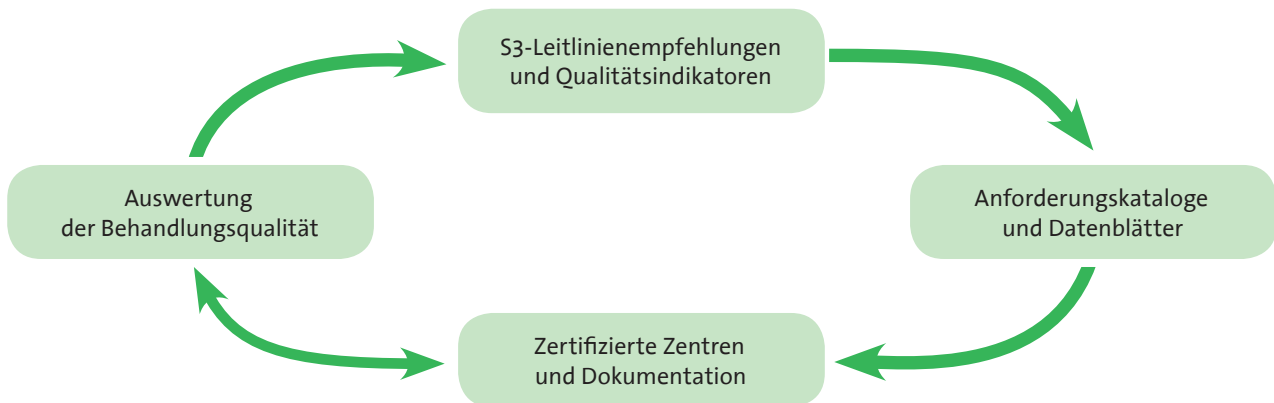 S3-Leitlinienempfehlungen
und Qualitätsindikatoren
Auswertung
der Behandlungsqualität
Anforderungskataloge
und Datenblätter
Zertifizierte Zentren
und Dokumentation